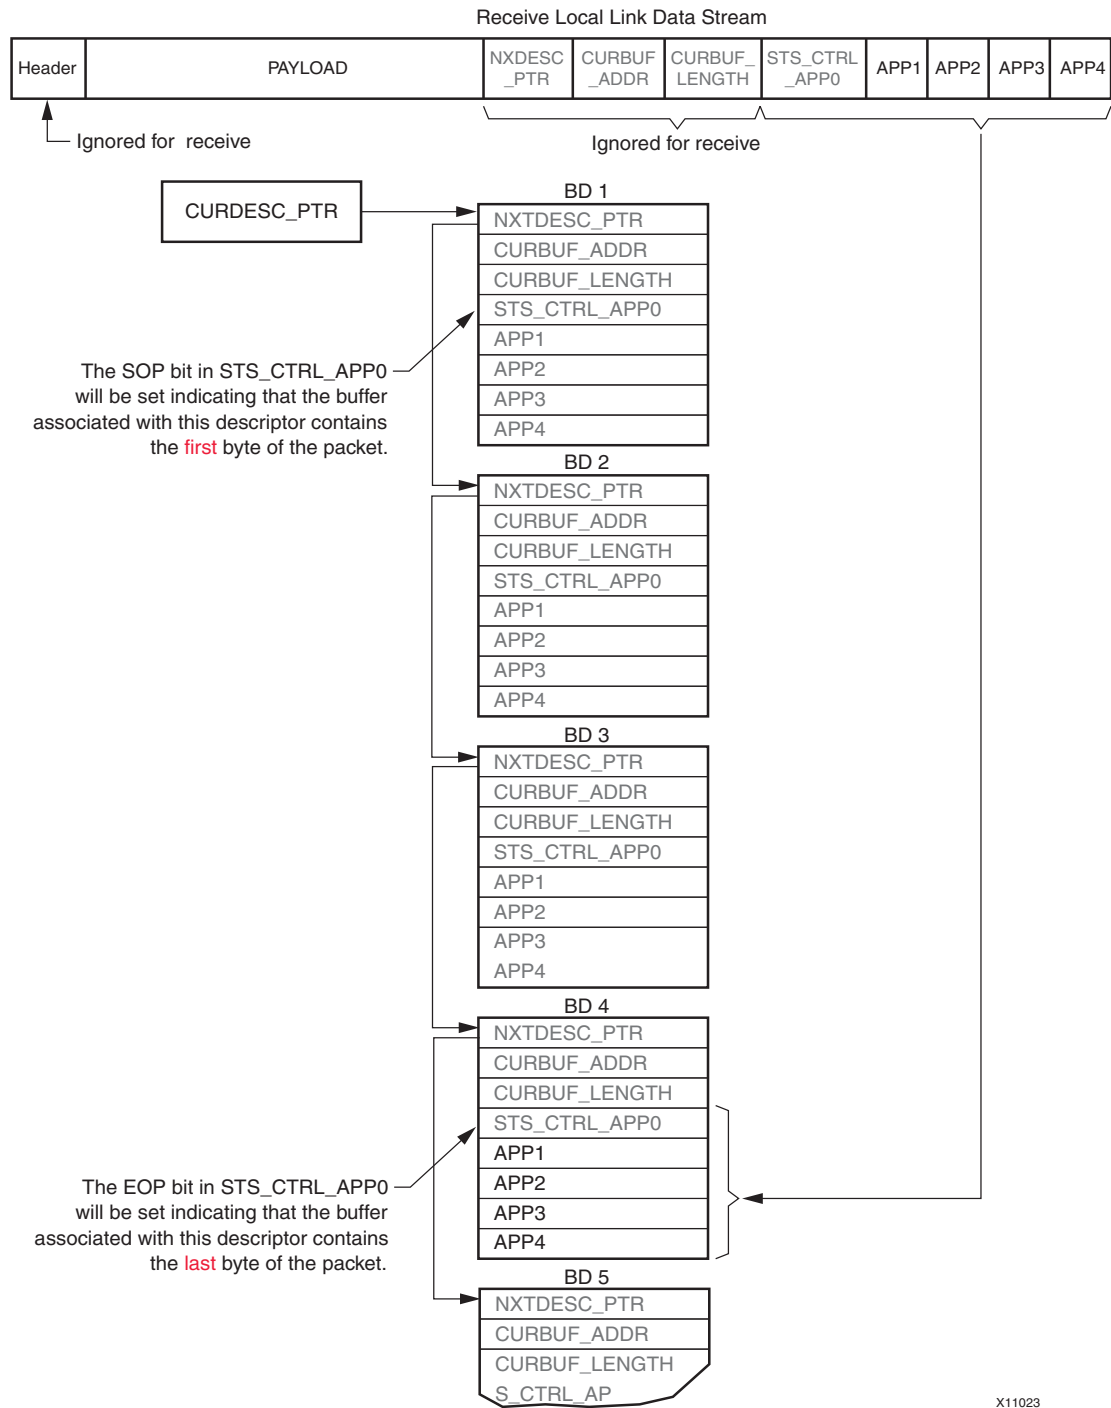 Receive Local Link Data Stream
Header
PAYLOAD
NXDESC
_PTR
CURBUF
_ADDR
CURBUF_
LENGTH
STS_CTRL
_APP0
APP1
APP2
APP3
APP4
Ignored for receive
Ignored for receive
CURDESC_PTR
BD 1
NXTDESC_PTR
CURBUF_ADDR
CURBUF_LENGTH
STS_CTRL_APP0
APP1
APP2
APP3
APP4
The SOP bit in STS_CTRL_APP0
will be set indicating that the buffer
associated with this descriptor contains
the first byte of the packet.
BD 2
NXTDESC_PTR
CURBUF_ADDR
CURBUF_LENGTH
STS_CTRL_APP0
APP1
APP2
APP3
APP4
BD 3
NXTDESC_PTR
CURBUF_ADDR
CURBUF_LENGTH
STS_CTRL_APP0
APP1
APP2
APP3
APP4
BD 4
NXTDESC_PTR
CURBUF_ADDR
CURBUF_LENGTH
STS_CTRL_APP0
APP1
APP2
APP3
APP4
The EOP bit in STS_CTRL_APP0
will be set indicating that the buffer
associated with this descriptor contains
the last byte of the packet.
BD 5
NXTDESC_PTR
CURBUF_ADDR
CURBUF_LENGTH
S_CTRL_AP
X11023